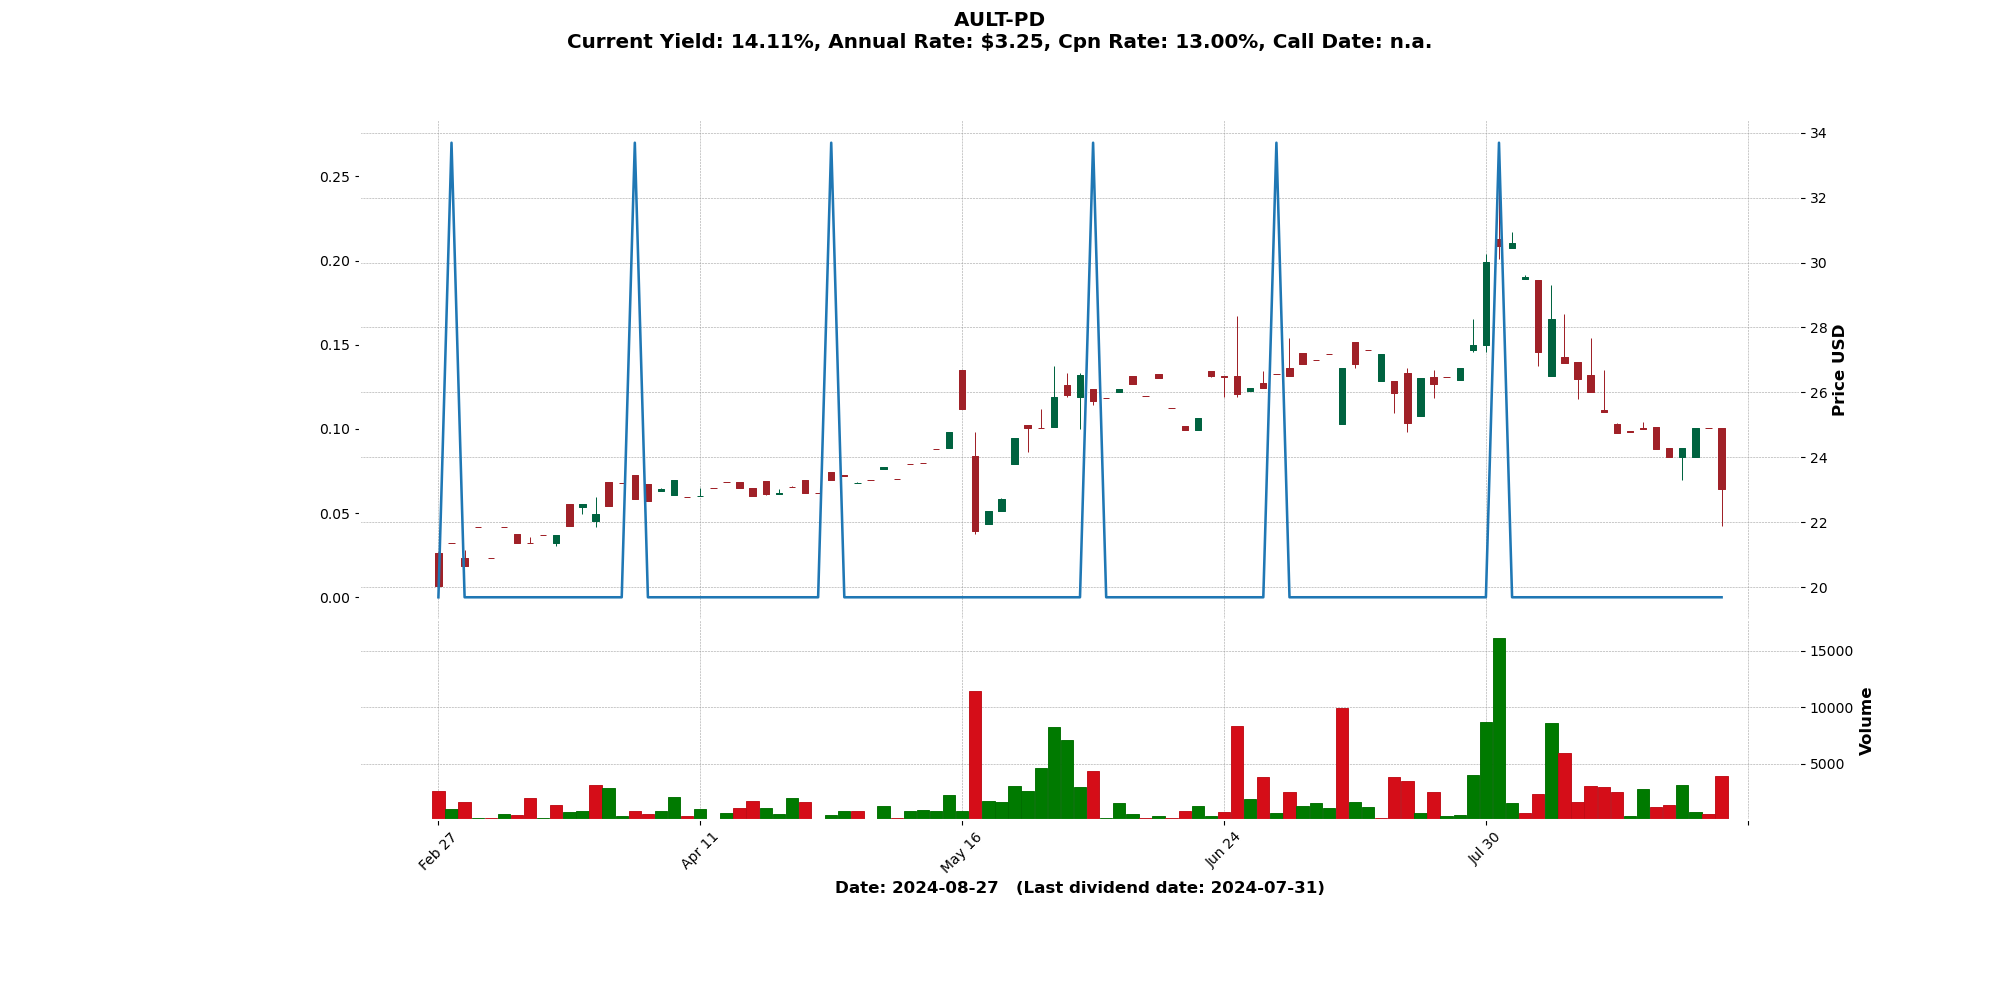 AULT-PD
Current Yield: 14.11%, Annual Rate: $3.25, Cpn Rate: 13.00%, Call Date: n.a.
0.25
0.20
0.15
0.10
0.05
0.00
34
32
30
28
26
24
22
20
Price USD
15000
10000
5000
Volume
Feb 27
Apr 11
May 16
Jun 24
Jul 30
Date: 2024-08-27 (Last dividend date: 2024-07-31)